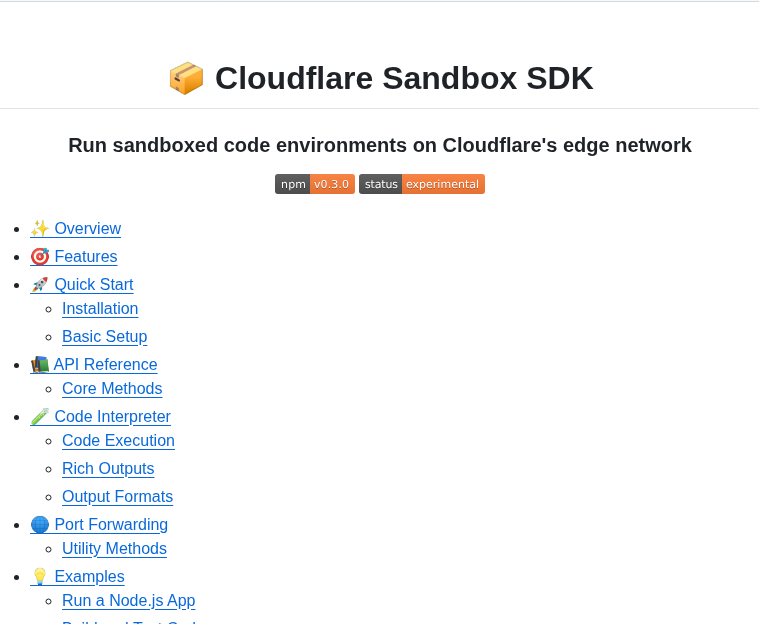 📦 Cloudflare Sandbox SDK
Run sandboxed code environments on Cloudflare's edge network
npm v0.3.0 status experimental
✨ Overview
🎯 Features
🚀 Quick Start
Installation
Basic Setup
📚 API Reference
Core Methods
🧪 Code Interpreter
Code Execution
Rich Outputs
Output Formats
🌐 Port Forwarding
Utility Methods
💡 Examples
Run a Node.js App